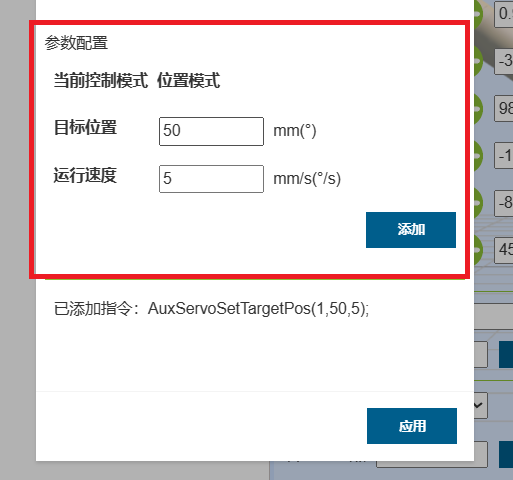 参数配置
当前控制模式 位置模式
目标位置 50 mm(°)
运行速度 5 mm/s(°/s)
添加
已添加指令：AuxServoSetTargetPos(1,50,5);
应用
0.
-3
98
-1
-8
45